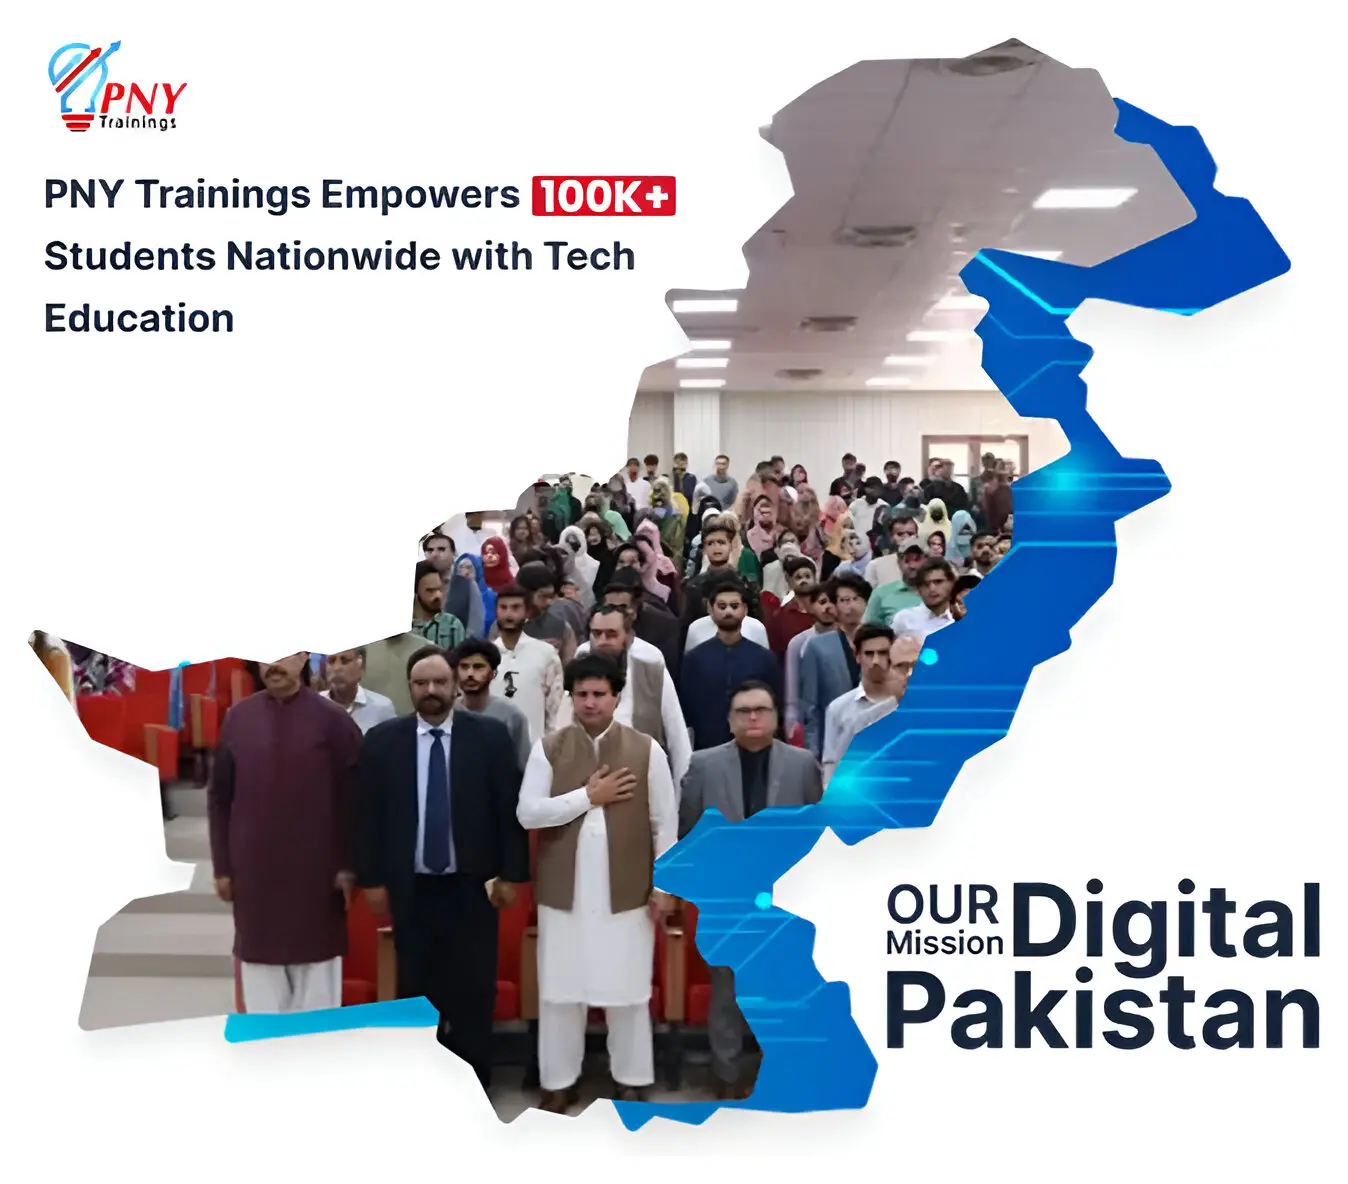 PNY
Trainings
PNY Trainings Empowers 100K+
Students Nationwide with Tech
Education
OUR
Mission
Digital
Pakistan